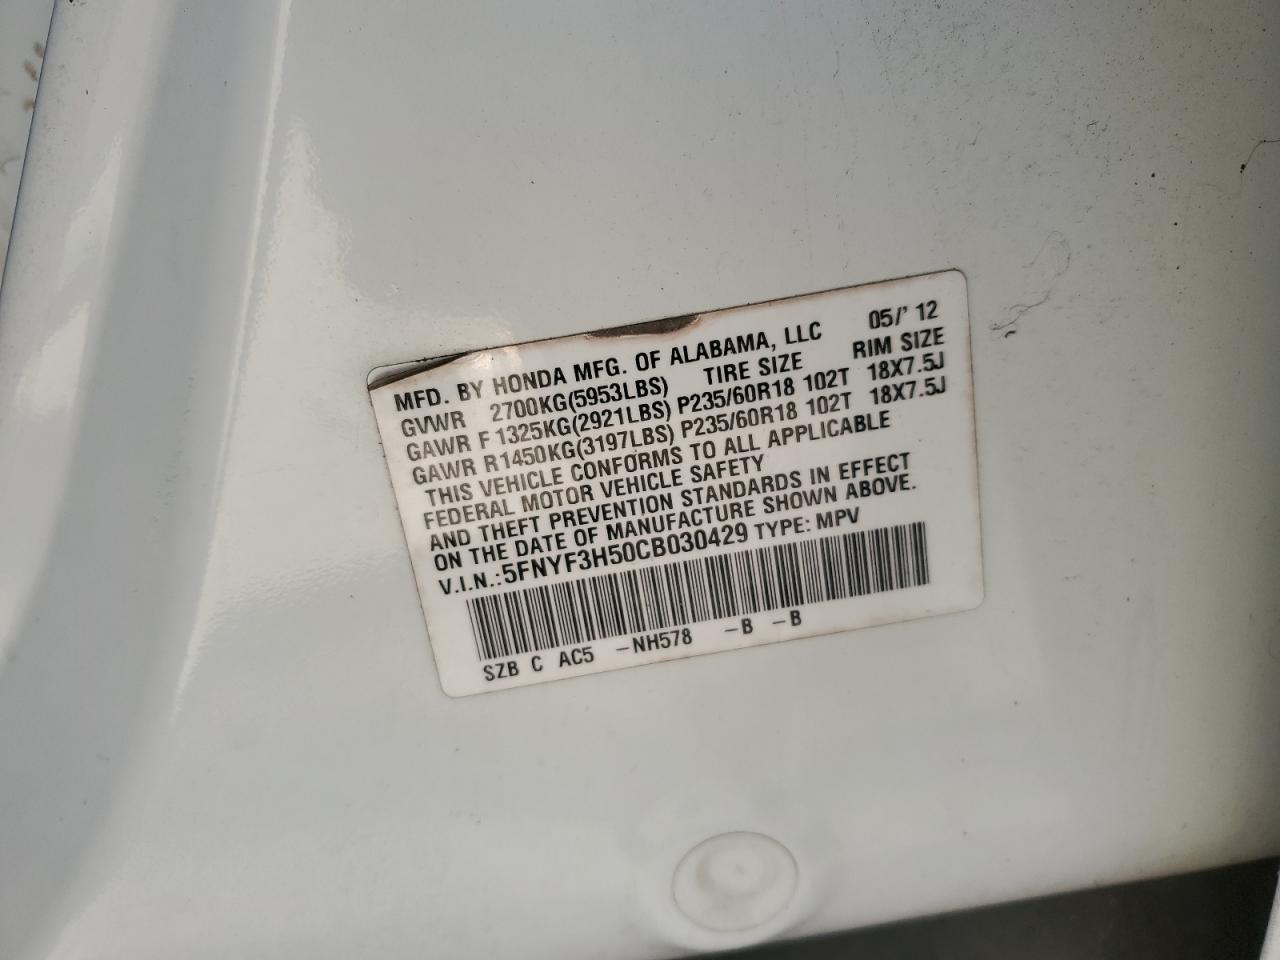 MFD. BY HONDA MFG. OF ALABAMA, LLC 05/' 12
GVWR 2700KG(5953LBS) TIRE SIZE RIM SIZE
GAWR F 1325KG(2921LBS) P235/60R18 102T 18X7.5J
GAWR R1450KG(3197LBS) P235/60R18 102T 18X7.5J
THIS VEHICLE CONFORMS TO ALL APPLICABLE
FEDERAL MOTOR VEHICLE SAFETY
AND THEFT PREVENTION STANDARDS IN EFFECT
ON THE DATE OF MANUFACTURE SHOWN ABOVE.
V.I.N.:5FNYF3H50CB030429 TYPE: MPV
SZB C AC5 -NH578 -B -B